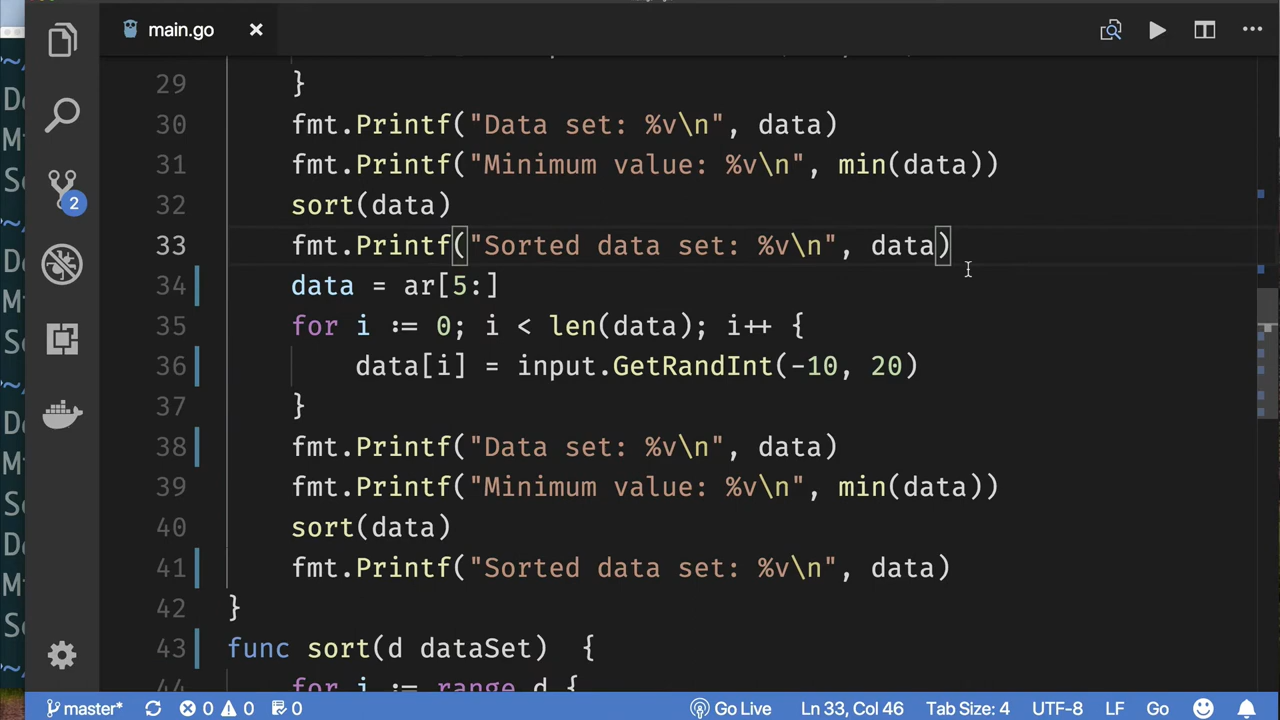 main.go
29 }
30 fmt.Printf("Data set: %v\n", data)
31 fmt.Printf("Minimum value: %v\n", min(data))
32 sort(data)
33 fmt.Printf("Sorted data set: %v\n", data)
34 data = ar[5:]
35 for i := 0; i < len(data); i++ {
36 data[i] = input.GetRandInt(-10, 20)
37 }
38 fmt.Printf("Data set: %v\n", data)
39 fmt.Printf("Minimum value: %v\n", min(data))
40 sort(data)
41 fmt.Printf("Sorted data set: %v\n", data)
42 }
43 func sort(d dataSet) {
44 for i := range d {
2
master* 0 0 0 Go Live Ln 33, Col 46 Tab Size: 4 UTF-8 LF Go